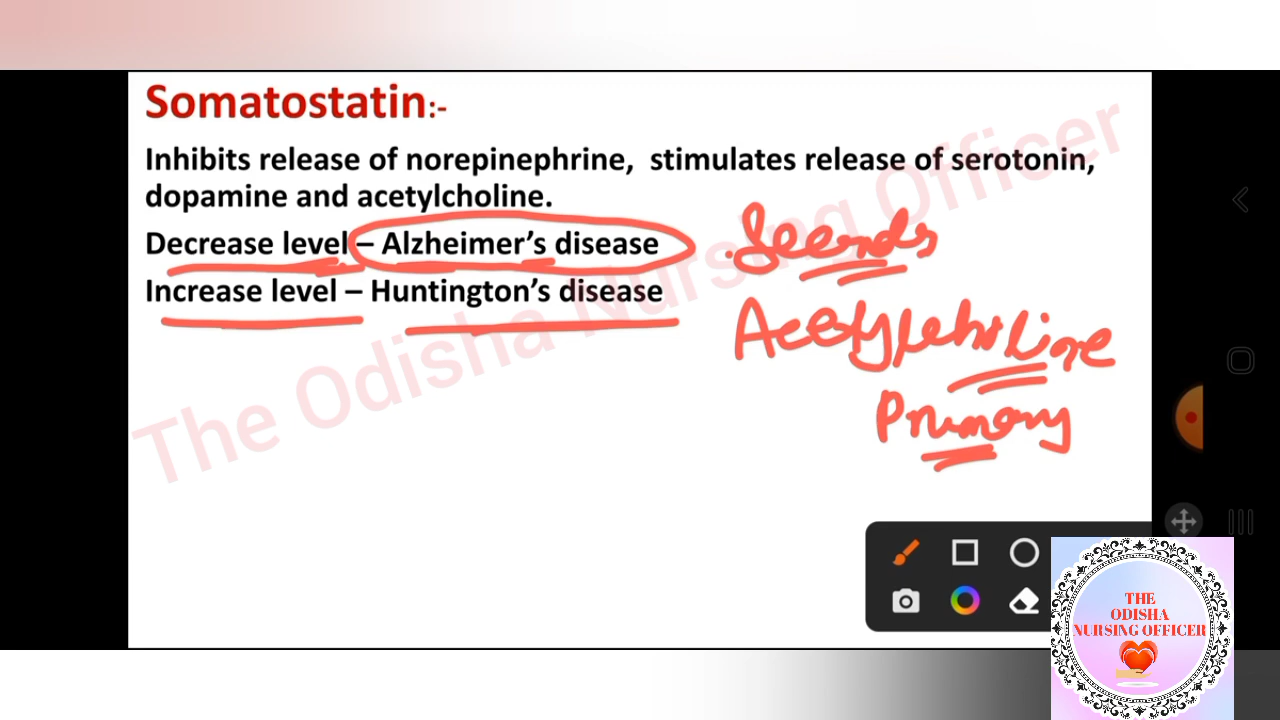 Somatostatin:-
Inhibits release of norepinephrine, stimulates release of serotonin,
dopamine and acetylcholine.
Decrease level – Alzheimer's disease
Increase level – Huntington's disease
Acetylcholine
Primary
The Odisha Nursing Officer
THE
ODISHA
NURSING OFFICER